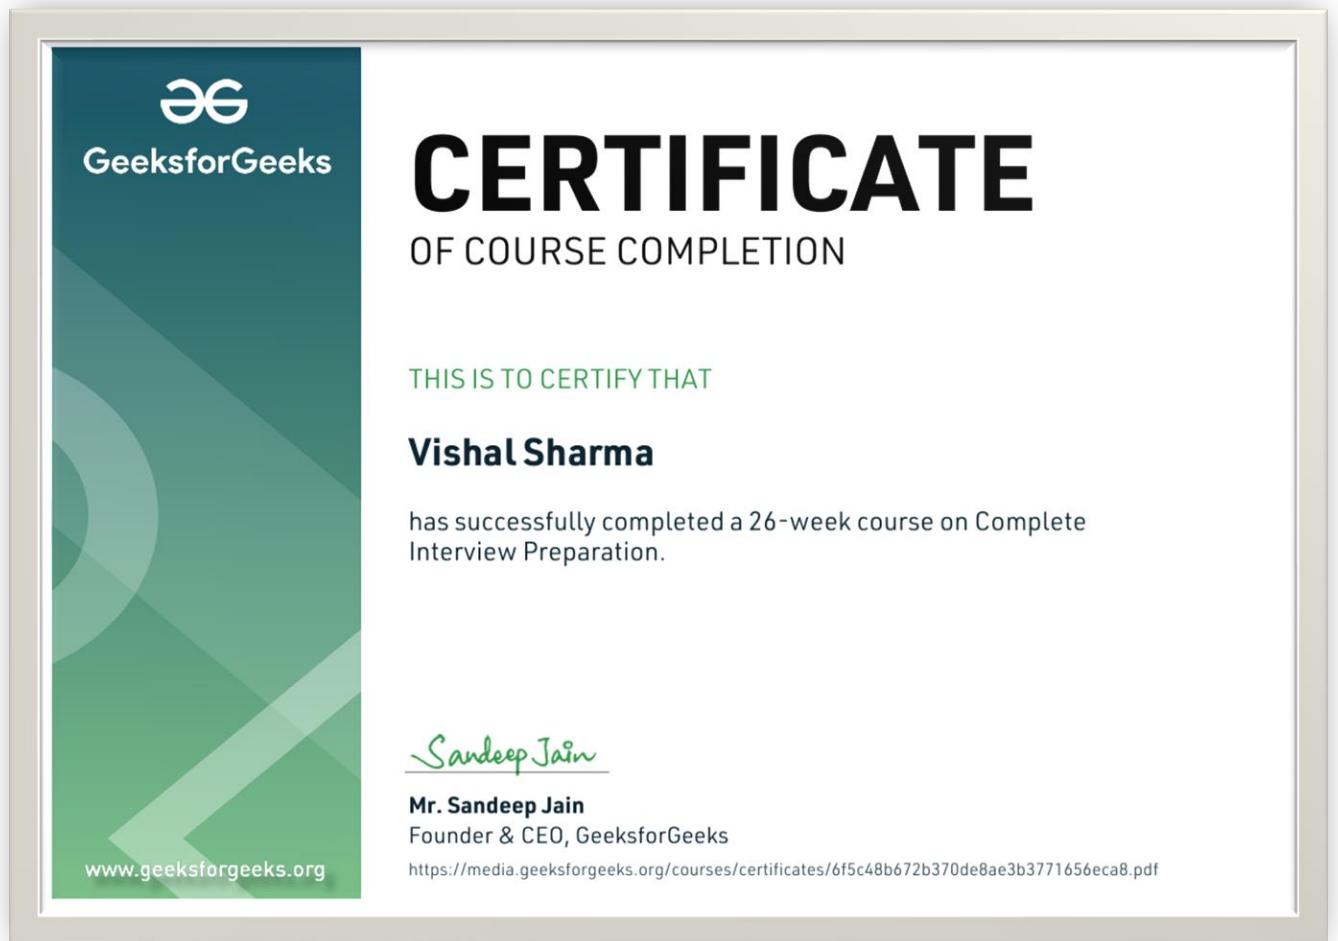 GeeksforGeeks
CERTIFICATE
OF COURSE COMPLETION
THIS IS TO CERTIFY THAT
Vishal Sharma
has successfully completed a 26-week course on Complete
Interview Preparation.
Sandeep Jain
Mr. Sandeep Jain
Founder & CEO, GeeksforGeeks
https://media.geeksforgeeks.org/courses/certificates/6f5c48b672b370de8ae3b3771656eca8.pdf
www.geeksforgeeks.org